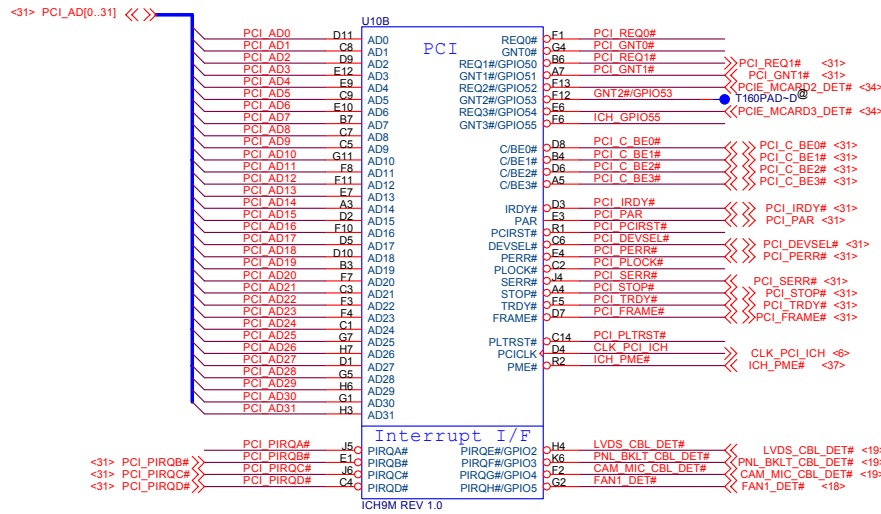 <31> PCI_AD[0..31]
U10B
PCI
PCI_AD0 D11 AD0 REQ0# F1 PCI_REQ0#
PCI_AD1 C8 AD1 GNT0# G4 PCI_GNT0#
PCI_AD2 D9 AD2 REQ1#/GPIO50 B6 PCI_REQ1# PCI_REQ1# <31>
PCI_AD3 E12 AD3 GNT1#/GPIO51 A7 PCI_GNT1# PCI_GNT1# <31>
PCI_AD4 E9 AD4 REQ2#/GPIO52 F13 PCIE_MCARD2_DET# <34>
PCI_AD5 C9 AD5 GNT2#/GPIO53 F12 GNT2#/GPIO53 T160PAD~D @
PCI_AD6 E10 AD6 REQ3#/GPIO54 E6 PCIE_MCARD3_DET# <34>
PCI_AD7 B7 AD7 GNT3#/GPIO55 F6 ICH_GPIO55
PCI_AD8 C7 AD8
PCI_AD9 C5 AD9 C/BE0# D8 PCI_C_BE0# PCI_C_BE0# <31>
PCI_AD10 G11 AD10 C/BE1# B4 PCI_C_BE1# PCI_C_BE1# <31>
PCI_AD11 F8 AD11 C/BE2# D6 PCI_C_BE2# PCI_C_BE2# <31>
PCI_AD12 F11 AD12 C/BE3# A5 PCI_C_BE3# PCI_C_BE3# <31>
PCI_AD13 E7 AD13
PCI_AD14 A3 AD14 IRDY# D3 PCI_IRDY# PCI_IRDY# <31>
PCI_AD15 D2 AD15 PAR E3 PCI_PAR PCI_PAR <31>
PCI_AD16 F10 AD16 PCIRST# R1 PCI_PCIRST#
PCI_AD17 D5 AD17 DEVSEL# C6 PCI_DEVSEL# PCI_DEVSEL# <31>
PCI_AD18 D10 AD18 PERR# E4 PCI_PERR# PCI_PERR# <31>
PCI_AD19 B3 AD19 PLOCK# C2 PCI_PLOCK#
PCI_AD20 F7 AD20 SERR# J4 PCI_SERR# PCI_SERR# <31>
PCI_AD21 C3 AD21 STOP# A4 PCI_STOP# PCI_STOP# <31>
PCI_AD22 F3 AD22 TRDY# F5 PCI_TRDY# PCI_TRDY# <31>
PCI_AD23 F4 AD23 FRAME# D7 PCI_FRAME# PCI_FRAME# <31>
PCI_AD24 C1 AD24
PCI_AD25 G7 AD25 PLTRST# C14 PCI_PLTRST#
PCI_AD26 H7 AD26 PCICLK D4 CLK_PCI_ICH CLK_PCI_ICH <6>
PCI_AD27 D1 AD27 PME# R2 ICH_PME# ICH_PME# <37>
PCI_AD28 G5 AD28
PCI_AD29 H6 AD29
PCI_AD30 G1 AD30
PCI_AD31 H3 AD31
Interrupt I/F
PCI_PIRQA# J5 PIRQA# PIRQE#/GPIO2 H4 LVDS_CBL_DET# LVDS_CBL_DET# <19>
<31> PCI_PIRQB# PCI_PIRQB# E1 PIRQB# PIRQF#/GPIO3 K6 PNL_BKLT_CBL_DET# PNL_BKLT_CBL_DET# <19>
<31> PCI_PIRQC# PCI_PIRQC# J6 PIRQC# PIRQG#/GPIO4 F2 CAM_MIC_CBL_DET# CAM_MIC_CBL_DET# <19>
<31> PCI_PIRQD# PCI_PIRQD# C4 PIRQD# PIRQH#/GPIO5 G2 FAN1_DET# FAN1_DET# <18>
ICH9M REV 1.0